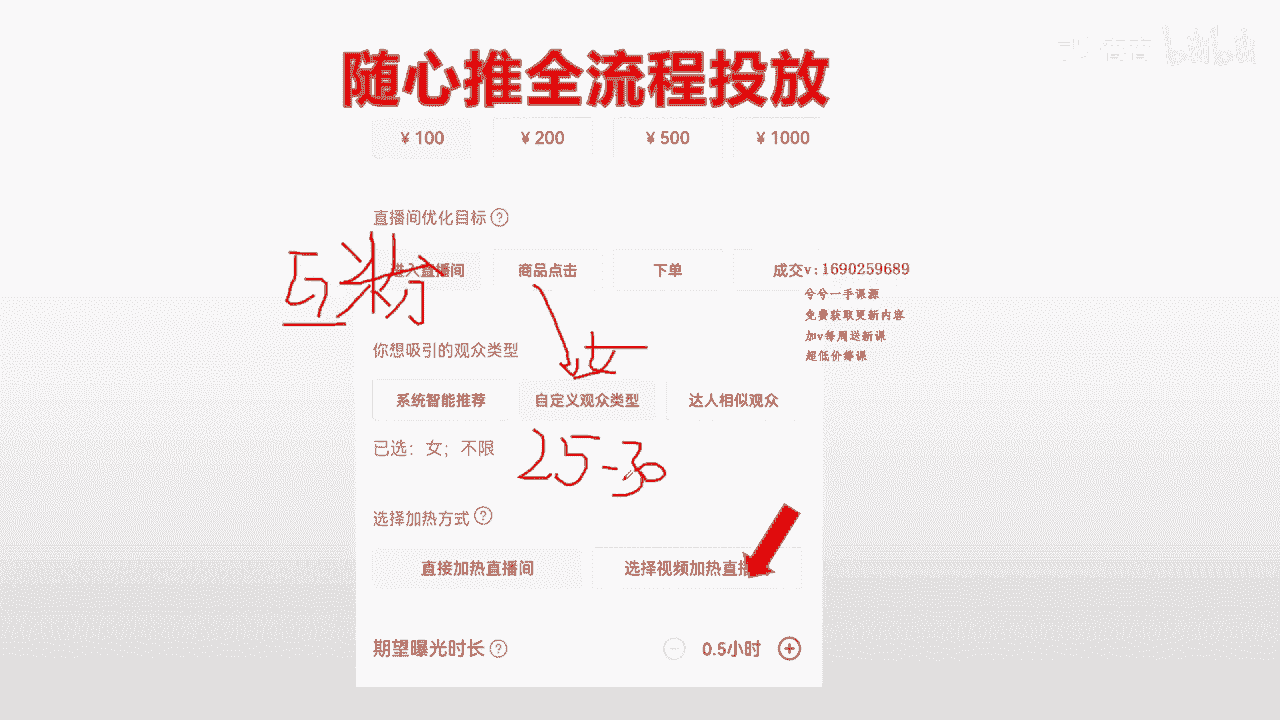 随心推全流程投放
¥ 100 ¥ 200 ¥ 500 ¥ 1000
直播间优化目标 ?
进入直播间 商品点击 下单 成交v:1690259689
兮兮一手课源
免费获取更新内容
加v每周送新课
超低价缘课
互粉
你想吸引的观众类型
女
系统智能推荐 自定义观众类型 达人相似观众
已选：女；不限
25-30
选择加热方式 ?
直接加热直播间 选择视频加热直播
期望曝光时长 ? - 0.5小时 +
bilibili